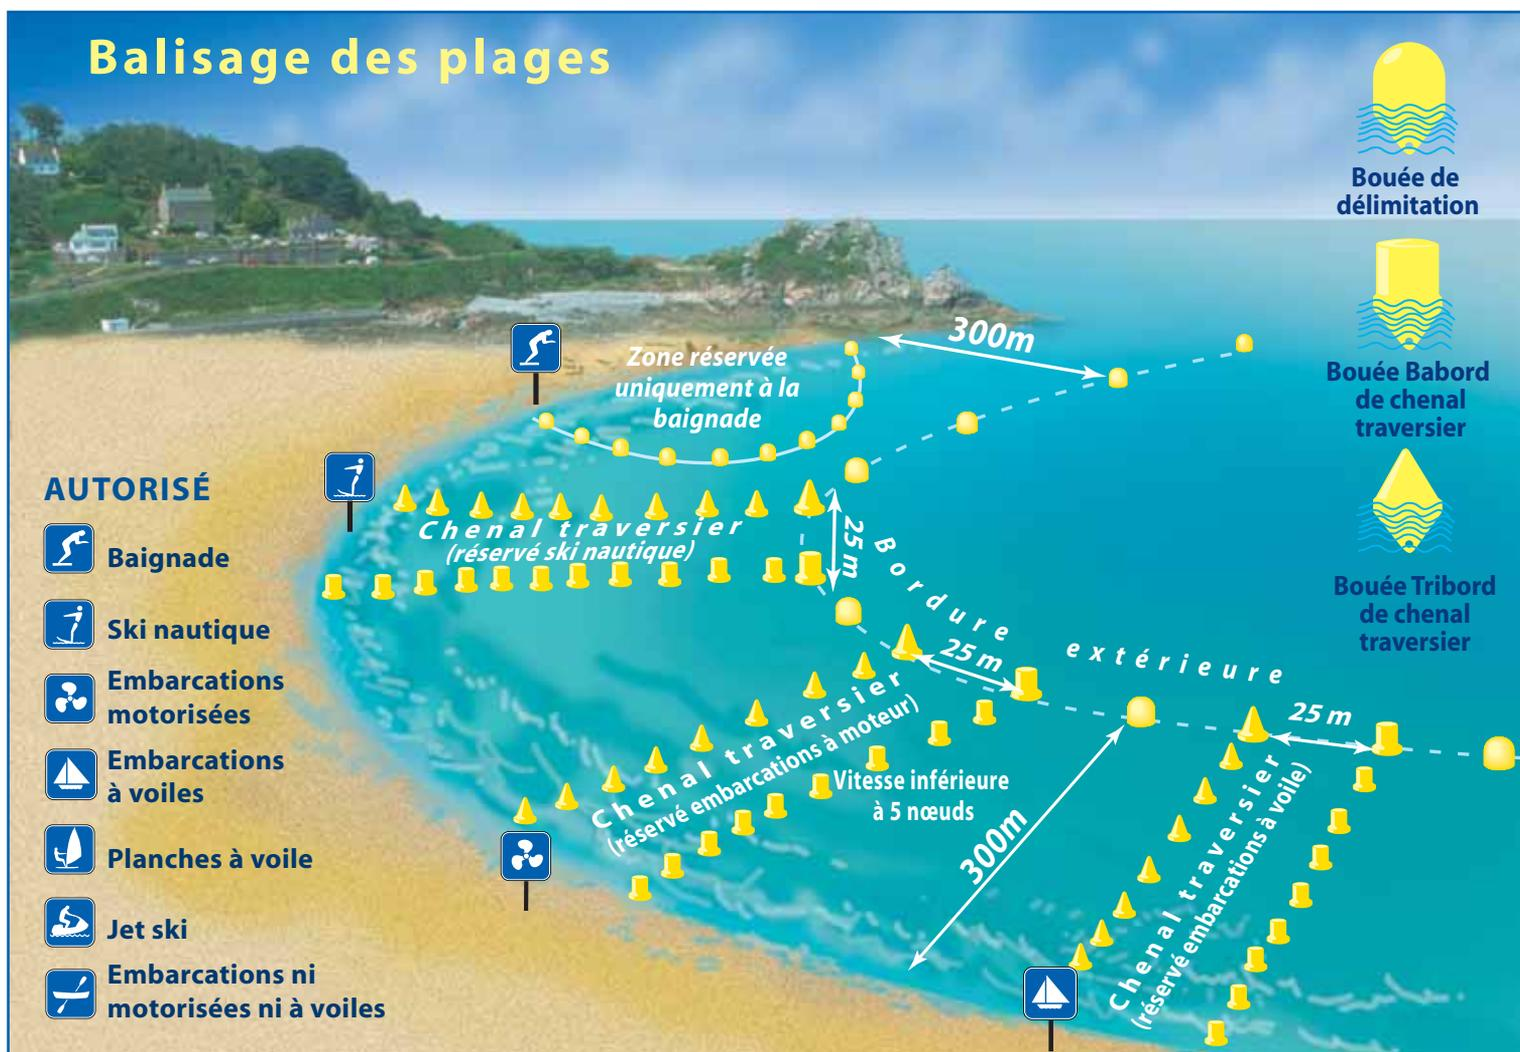 Balisage des plages
Bouée de
délimitation
300m
Zone réservée
uniquement à la
baignade
Bouée Babord
de chenal
traversier
AUTORISÉ
Chenal traversier
(réservé ski nautique)
25 m
Bordure extérieure
Baignade
Bouée Tribord
de chenal
traversier
Ski nautique
25 m
Embarcations
motorisées
Chenal traversier
(réservé embarcations à moteur)
25 m
Vitesse inférieure
à 5 nœuds
Embarcations
à voiles
300m
Chenal traversier
(réservé embarcations à voile)
Planches à voile
Jet ski
Embarcations ni
motorisées ni à voiles